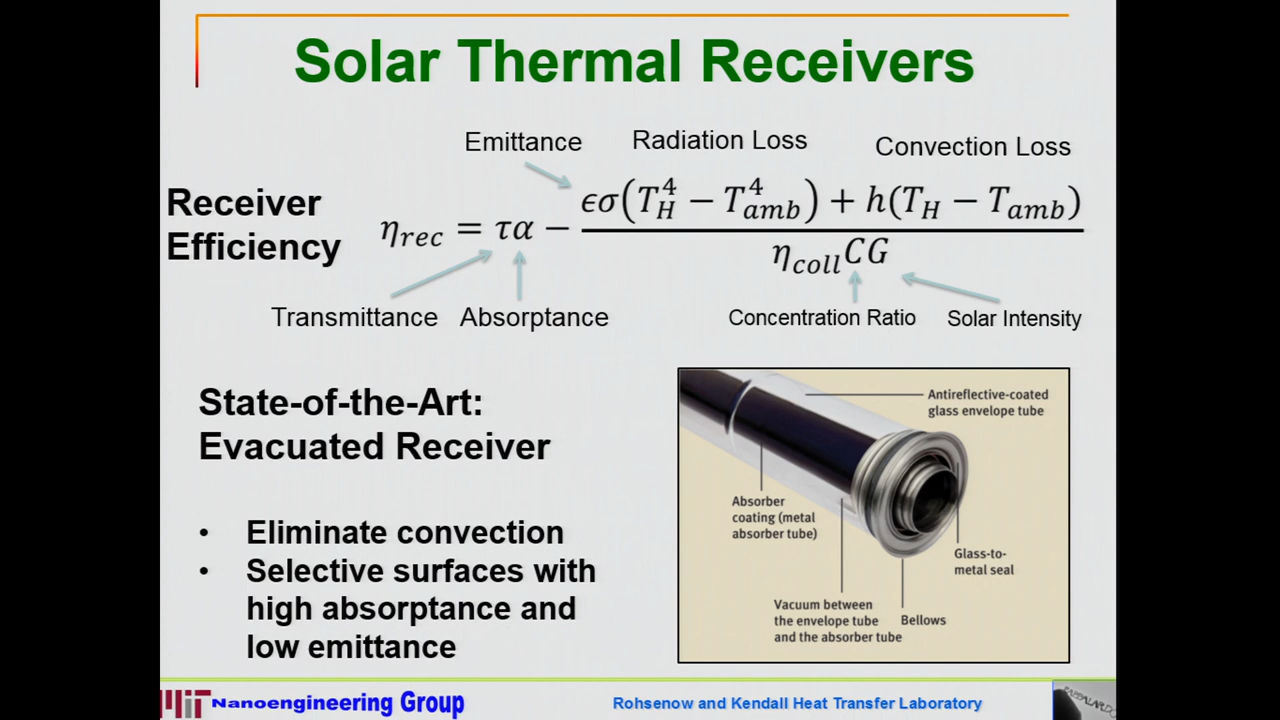 Solar Thermal Receivers
Emittance
Radiation Loss
Convection Loss
Receiver
Efficiency
η_rec = τα − (ϵσ(T_H^4 − T_amb^4) + h(T_H − T_amb)) / (η_coll CG)
Transmittance
Absorptance
Concentration Ratio
Solar Intensity
State-of-the-Art:
Evacuated Receiver
• Eliminate convection
• Selective surfaces with
high absorptance and
low emittance
Antireflective-coated
glass envelope tube
Absorber
coating (metal
absorber tube)
Glass-to-
metal seal
Vacuum between
the envelope tube
and the absorber tube
Bellows
MIT Nanoengineering Group
Rohsenow and Kendall Heat Transfer Laboratory